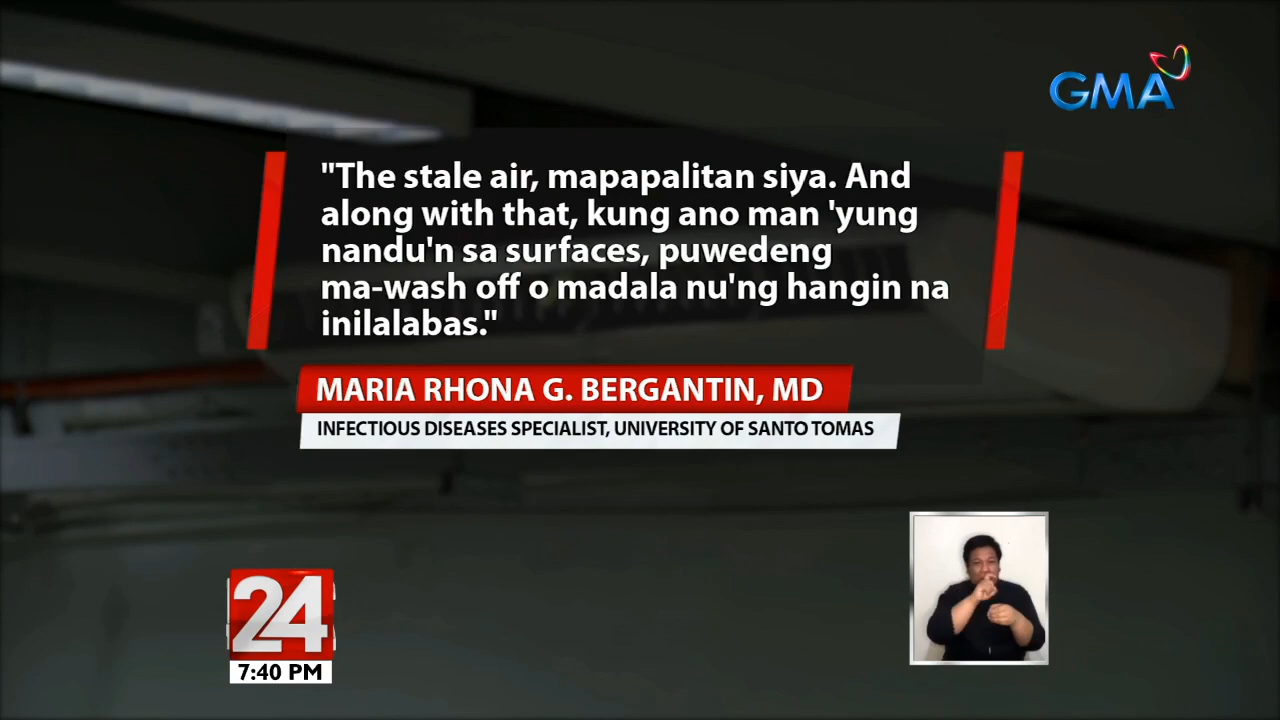 GMA
"The stale air, mapapalitan siya. And
along with that, kung ano man 'yung
nandu'n sa surfaces, puwedeng
ma-wash off o madala nu'ng hangin na
inilalabas."
MARIA RHONA G. BERGANTIN, MD
INFECTIOUS DISEASES SPECIALIST, UNIVERSITY OF SANTO TOMAS
24
7:40 PM